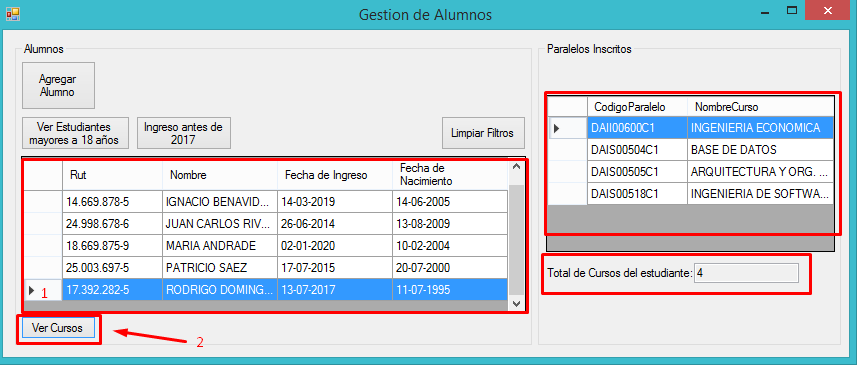 Gestion de Alumnos
Alumnos
Agregar
Alumno
Ver Estudiantes
mayores a 18 años
Ingreso antes de
2017
Limpiar Filtros
Rut Nombre Fecha de Ingreso Fecha de
Nacimiento
14.669.878-5 IGNACIO BENAVID... 14-03-2019 14-06-2005
24.998.678-6 JUAN CARLOS RIV... 26-06-2014 13-08-2009
18.669.875-9 MARIA ANDRADE 02-01-2020 10-02-2004
25.003.697-5 PATRICIO SAEZ 17-07-2015 20-07-2000
1 17.392.282-5 RODRIGO DOMING... 13-07-2017 11-07-1995
Ver Cursos
2
Paralelos Inscritos
CodigoParalelo NombreCurso
DAII00600C1 INGENIERIA ECONOMICA
DAIS00504C1 BASE DE DATOS
DAIS00505C1 ARQUITECTURA Y ORG. ...
DAIS00518C1 INGENIERIA DE SOFTWA...
Total de Cursos del estudiante: 4